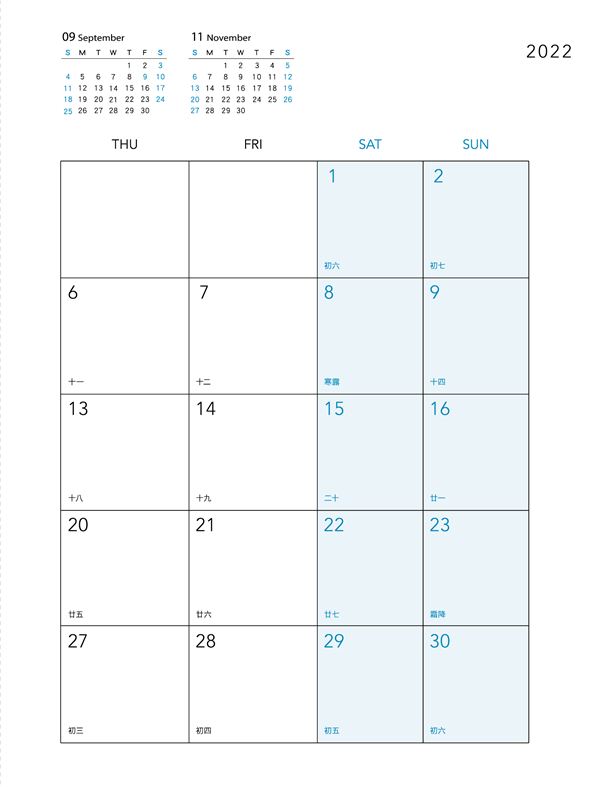 09 September
S M T W T F S
1 2 3
4 5 6 7 8 9 10
11 12 13 14 15 16 17
18 19 20 21 22 23 24
25 26 27 28 29 30
11 November
S M T W T F S
1 2 3 4 5
6 7 8 9 10 11 12
13 14 15 16 17 18 19
20 21 22 23 24 25 26
27 28 29 30
2022
THU FRI SAT SUN
1 2
初六 初七
6 7 8 9
十一 十二 寒露 十四
13 14 15 16
十八 十九 二十 廿一
20 21 22 23
廿五 廿六 廿七 霜降
27 28 29 30
初三 初四 初五 初六